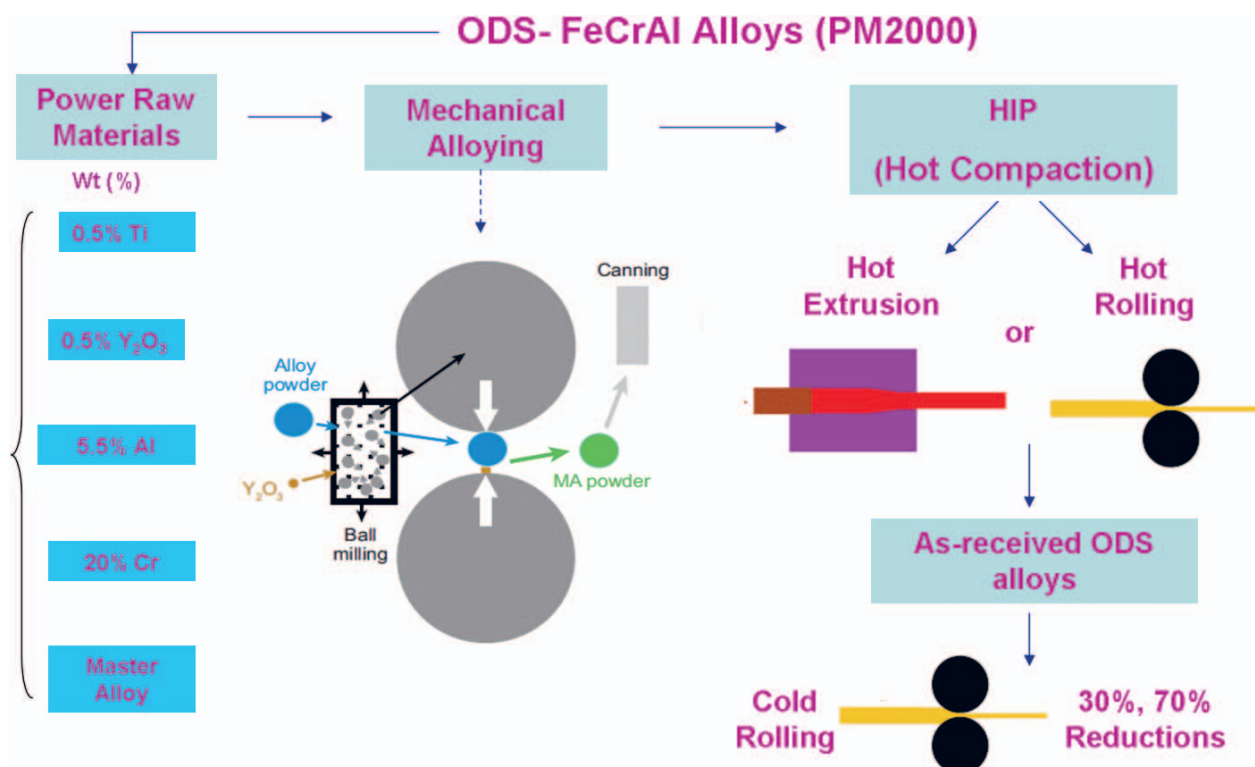 ODS- FeCrAl Alloys (PM2000)
Power Raw
Materials
Mechanical
Alloying
HIP
(Hot Compaction)
Wt (%)
0.5% Ti
0.5% Y₂O₃
5.5% Al
20% Cr
Master
Alloy
Canning
Alloy
powder
Y₂O₃
Ball
milling
MA powder
Hot
Extrusion
or
Hot
Rolling
As-received ODS
alloys
Cold
Rolling
30%, 70%
Reductions